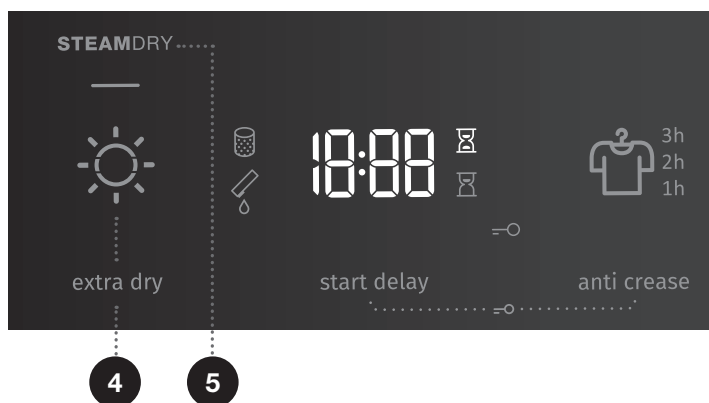 STEAMDRY
18:88
3h
2h
1h
extra dry
start delay
anti crease
4
5